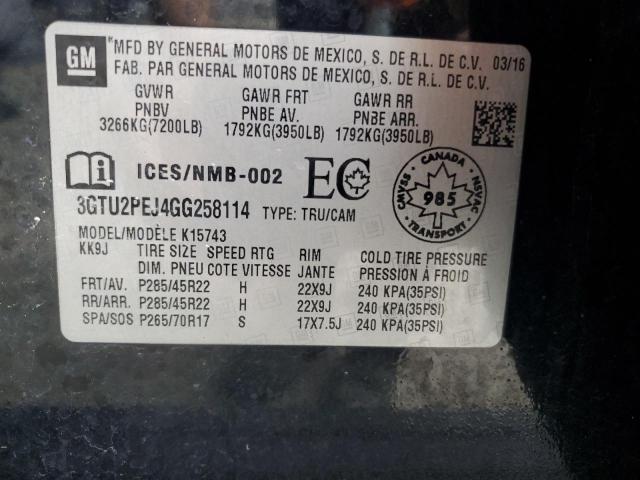 GM
MFD BY GENERAL MOTORS DE MEXICO, S. DE R.L. DE C.V. 03/16
FAB. PAR GENERAL MOTORS DE MEXICO, S. DE R.L. DE C.V.
GVWR GAWR FRT GAWR RR
PNBV PNBE AV. PNBE ARR.
3266KG(7200LB) 1792KG(3950LB) 1792KG(3950LB)
i ICES/NMB-002 EC
CANADA
CMVSS 985 NSVAC
TRANSPORT
3GTU2PEJ4GG258114 TYPE: TRU/CAM
MODEL/MODÈLE K15743
KK9J TIRE SIZE SPEED RTG RIM COLD TIRE PRESSURE
DIM. PNEU COTE VITESSE JANTE PRESSION À FROID
FRT/AV. P285/45R22 H 22X9J 240 KPA(35PSI)
RR/ARR. P285/45R22 H 22X9J 240 KPA(35PSI)
SPA/SOS P265/70R17 S 17X7.5J 240 KPA(35PSI)